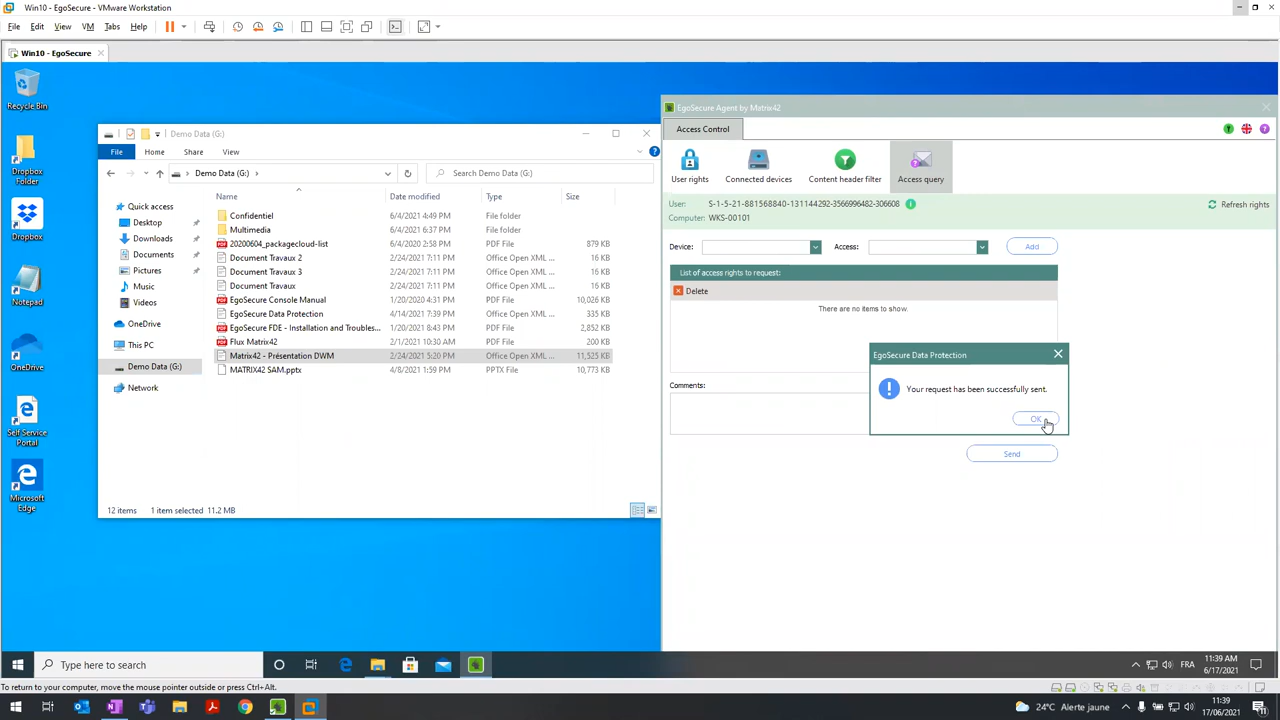 Win10 - EgoSecure - VMware Workstation
File Edit View VM Tabs Help
Win10 - EgoSecure
Recycle Bin
Dropbox Folder
Dropbox
Notepad
OneDrive
Self Service Portal
Microsoft Edge
Demo Data (G:)
File Home Share View
Demo Data (G:) >
Search Demo Data (G:)
Quick access
Desktop
Downloads
Documents
Pictures
Music
Videos
OneDrive
This PC
Demo Data (G:)
Network
Name Date modified Type Size
Confidentiel 6/4/2021 4:49 PM File folder
Multimedia 2/4/2021 6:37 PM File folder
20200604_packagecloud-list 6/4/2020 2:58 PM PDF File 879 KB
Document Travaux 2 2/24/2021 7:11 PM Office Open XML ... 16 KB
Document Travaux 3 2/24/2021 7:11 PM Office Open XML ... 16 KB
Document Travaux 2/24/2021 7:11 PM Office Open XML ... 16 KB
EgoSecure Console Manual 1/20/2020 4:31 PM PDF File 10,026 KB
EgoSecure Data Protection 4/14/2021 7:39 PM Office Open XML ... 335 KB
EgoSecure FDE - Installation and Troubles... 1/20/2021 8:43 PM PDF File 2,852 KB
Flux Matrix42 2/1/2021 10:30 AM PDF File 200 KB
Matrix42 - Présentation DWM 2/24/2021 5:20 PM Office Open XML ... 11,525 KB
MATRIX42 SAM.pptx 4/8/2021 1:59 PM PPTX File 10,773 KB
12 items 1 item selected 11.2 MB
EgoSecure Agent by Matrix42
Access Control
User rights Connected devices Content header filter Access query
User: S-1-5-21-881568840-131144292-3566996482-306608
Refresh rights
Computer: WKS-00101
Device: Access: Add
List of access rights to request:
Delete
There are no items to show.
Comments:
Send
EgoSecure Data Protection
Your request has been successfully sent.
OK
Type here to search
FRA
11:39 AM
6/17/2021
To return to your computer, move the mouse pointer outside or press Ctrl+Alt.
24°C Alerte jaune
11:39
17/06/2021
11